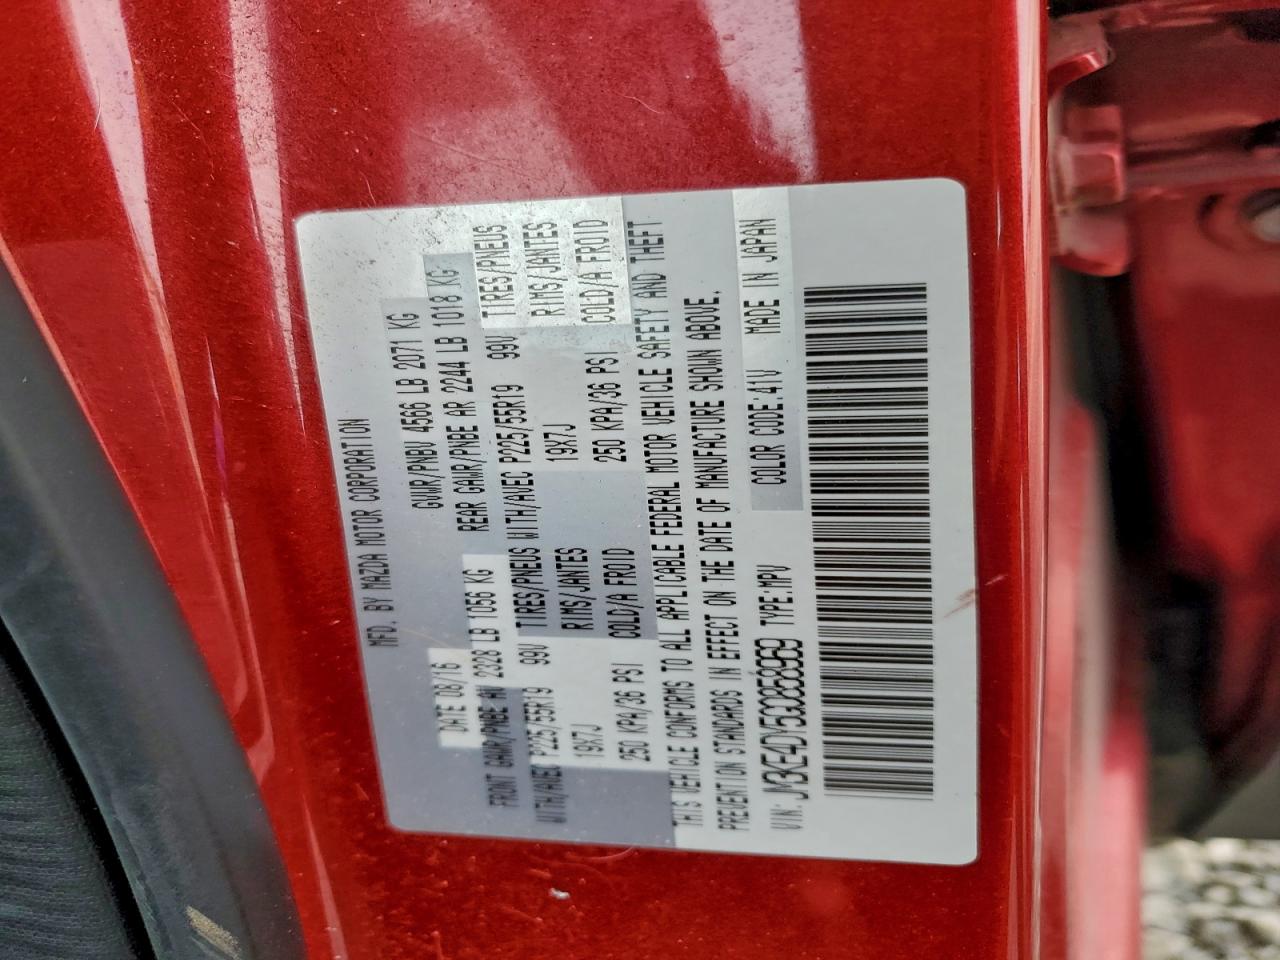 MFD. BY MAZDA MOTOR CORPORATION
DATE 08/16 GVWR/PNBV 4566 LB 2071 KG
FRONT GAWR/PNBE AV 2328 LB 1056 KG REAR GAWR/PNBE AR 2244 LB 1018 KG
WITH/AVEC P225/55R19 99V TIRES/PNEUS WITH/AVEC P225/55R19 99V TIRES/PNEUS
19X7J RIMS/JANTES 19X7J RIMS/JANTES
250 KPA/36 PSI COLD/A FROID 250 KPA/36 PSI COLD/A FROID
THIS VEHICLE CONFORMS TO ALL APPLICABLE FEDERAL MOTOR VEHICLE SAFETY AND THEFT
PREVENTION STANDARDS IN EFFECT ON THE DATE OF MANUFACTURE SHOWN ABOVE.
VIN: TYPE:MPV COLOR CODE:41V MADE IN JAPAN